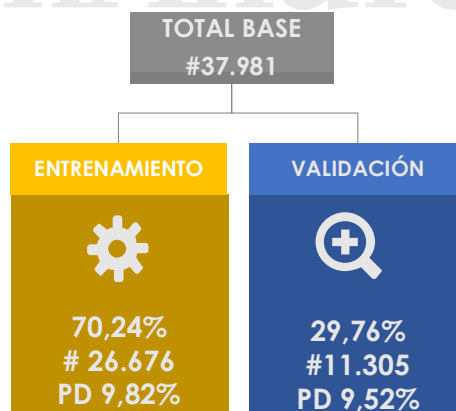 TOTAL BASE
#37.981
ENTRENAMIENTO
70,24%
# 26.676
PD 9,82%
VALIDACIÓN
29,76%
#11.305
PD 9,52%